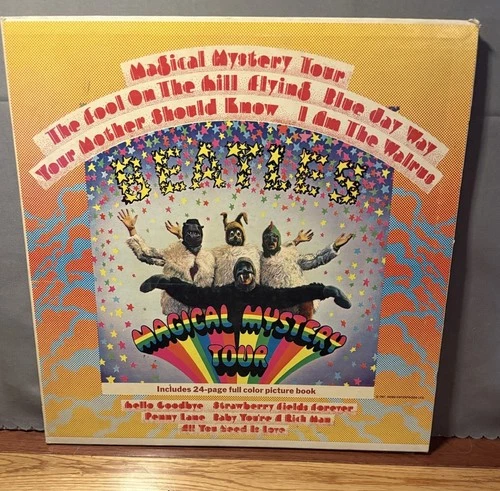 Magical Mystery Tour
The Fool On The Hill Flying Blue Jay Way
Your Mother Should Know I Am The Walrus
BEATLES
MAGICAL MYSTERY
TOUR
Includes 24-page full color picture book
Hello Goodbye Strawberry Fields Forever
Penny Lane Baby You're A Rich Man
All You Need Is Love